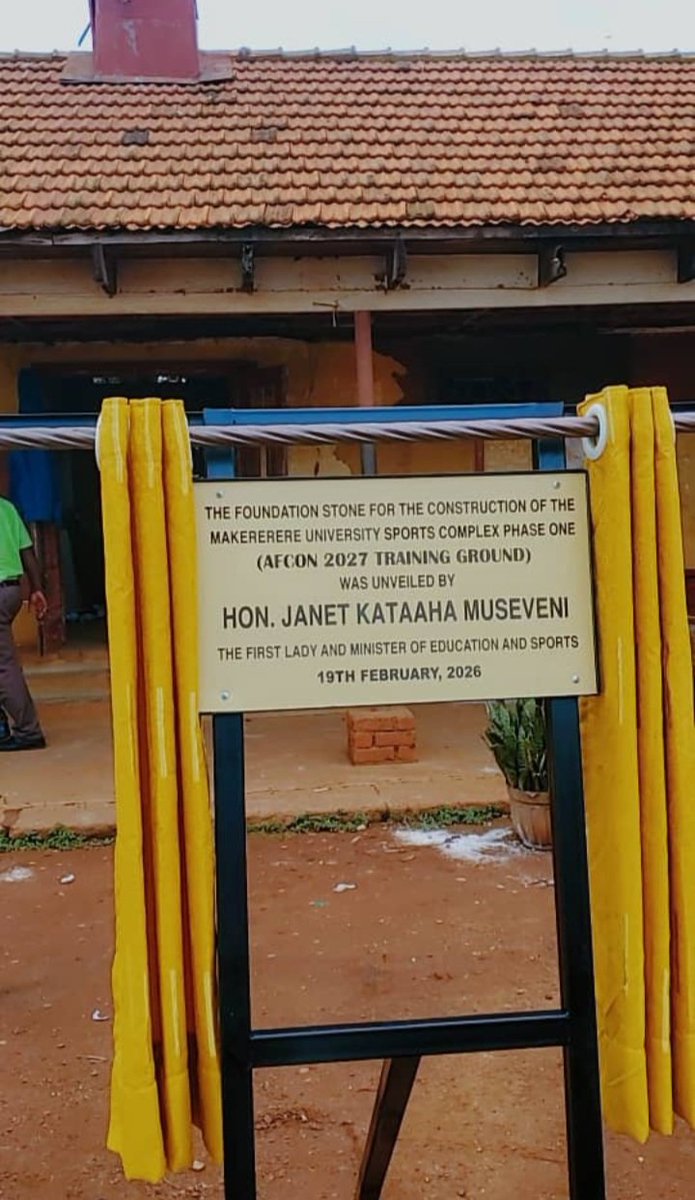 THE FOUNDATION STONE FOR THE CONSTRUCTION OF THE
MAKERERERE UNIVERSITY SPORTS COMPLEX PHASE ONE
(AFCON 2027 TRAINING GROUND)
WAS UNVEILED BY
HON. JANET KATAAHA MUSEVENI
THE FIRST LADY AND MINISTER OF EDUCATION AND SPORTS
19TH FEBRUARY, 2026